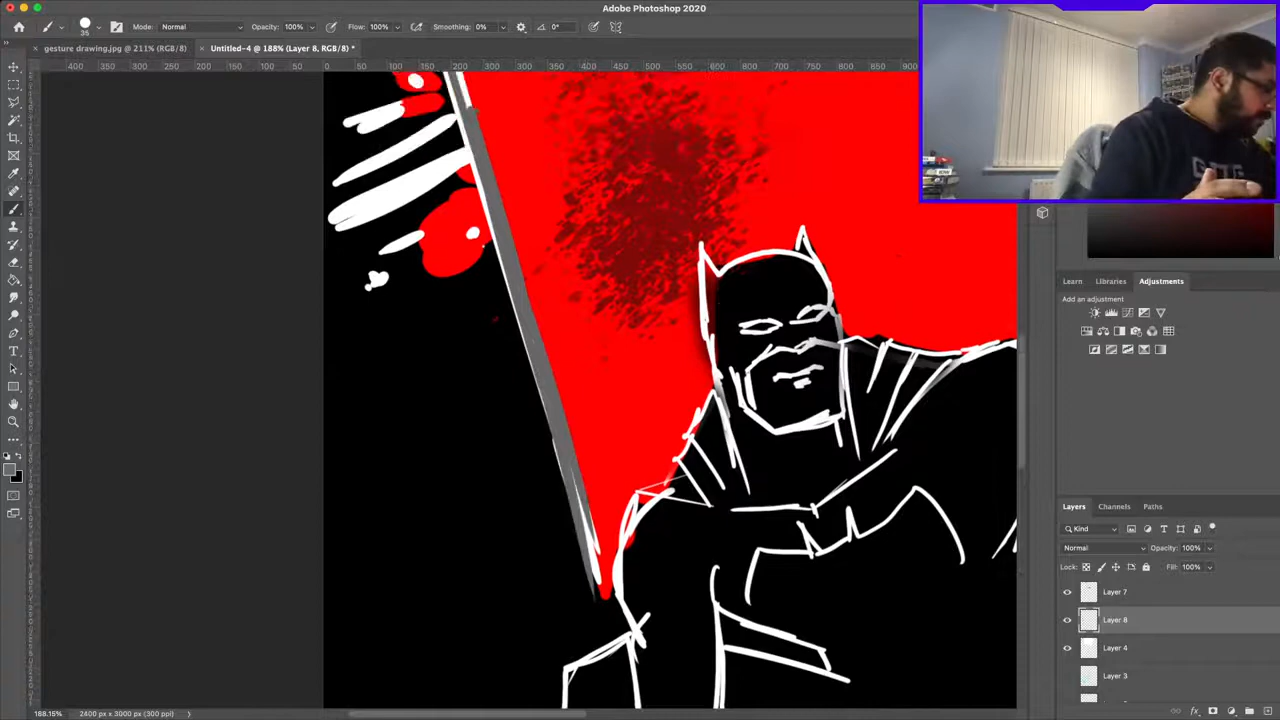 Adobe Photoshop 2020
35 Mode: Normal Opacity: 100% Flow: 100% Smoothing: 0% 0°
gesture drawing.jpg @ 211% (RGB/8) Untitled-4 @ 188% (Layer 8, RGB/8) *
400 350 300 250 200 150 100 50 0 50 100 150 200 250 300 350 400 450 500 550 600 650 700 750 800 850 900
Learn Libraries Adjustments
Add an adjustment
Layers Channels Paths
Kind
Normal Opacity: 100%
Lock: Fill: 100%
Layer 7
Layer 8
Layer 4
Layer 3
188.15% 2400 px x 3000 px (300 ppi)